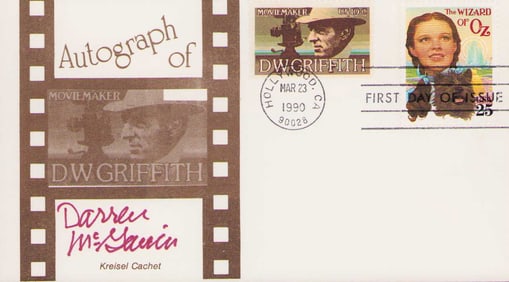 Autograph
of
MOVIEMAKER
D.W. GRIFFITH
Darren
McGavin
Kreisel Cachet
MOVIEMAKER
D.W. GRIFFITH
HOLLYWOOD, CA
MAR 23
1990
90028
The WIZARD
OF OZ
FIRST DAY OF ISSUE
25